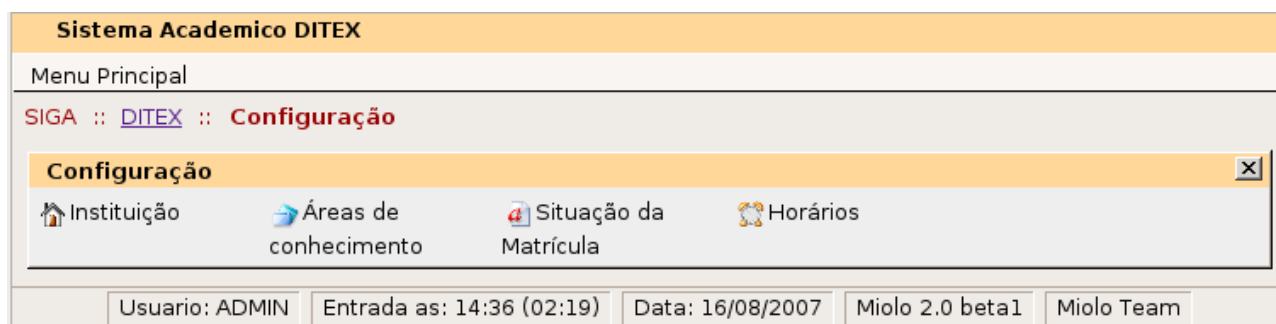 Sistema Academico DITEX
Menu Principal
SIGA :: DITEX :: Configuração
Configuração
Instituição Áreas de conhecimento Situação da Matrícula Horários
Usuario: ADMIN Entrada as: 14:36 (02:19) Data: 16/08/2007 Miolo 2.0 beta1 Miolo Team